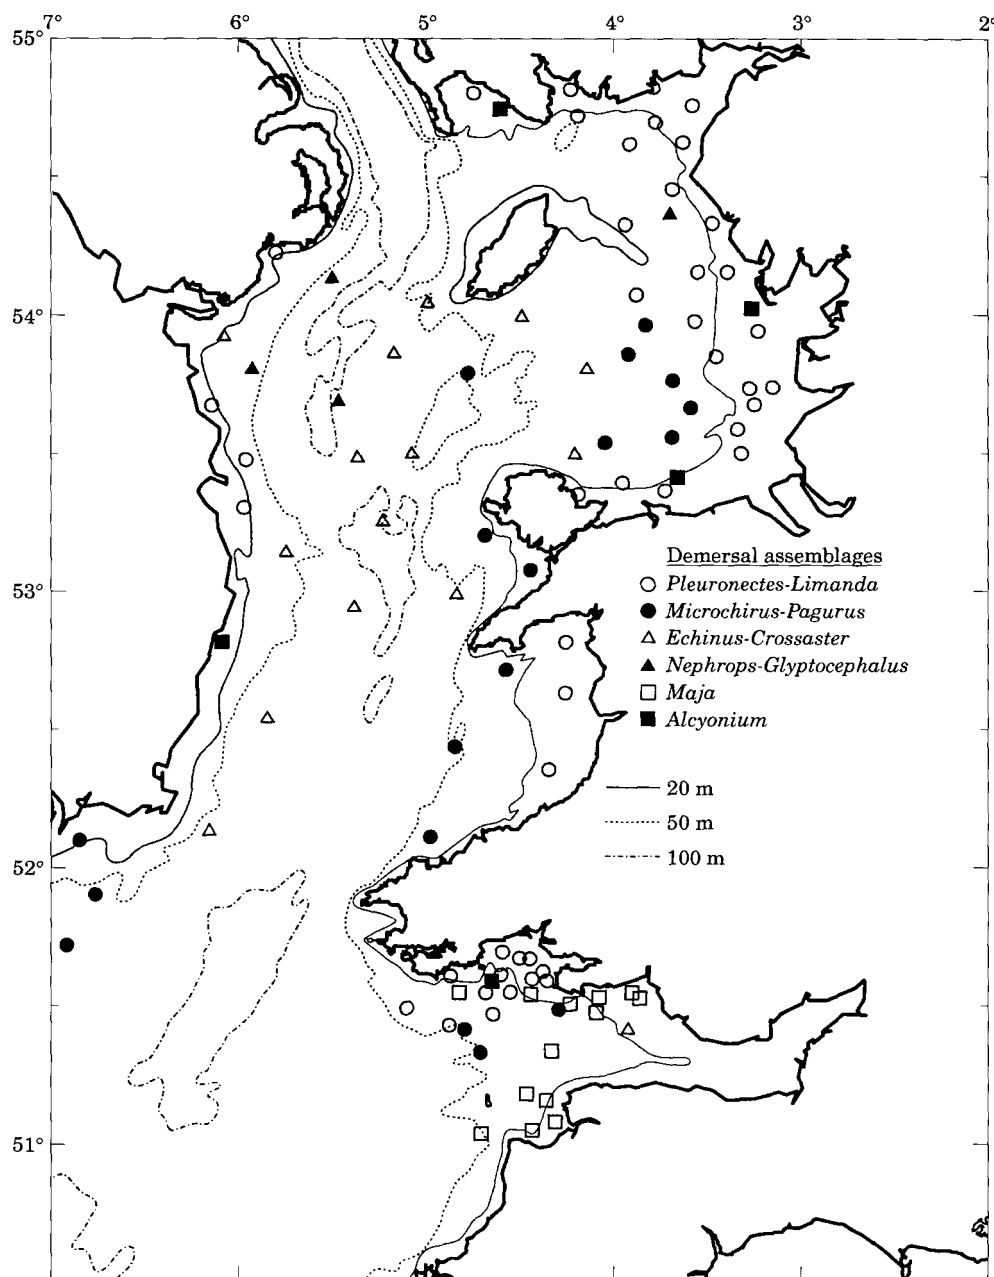 7° 6° 5° 4° 3° 2°
55°
54°
53°
52°
51°
Demersal assemblages
Pleuronectes-Limanda
Microchirus-Pagurus
Echinus-Crossaster
Nephrops-Glyptocephalus
Maja
Alcyonium
20 m
50 m
100 m